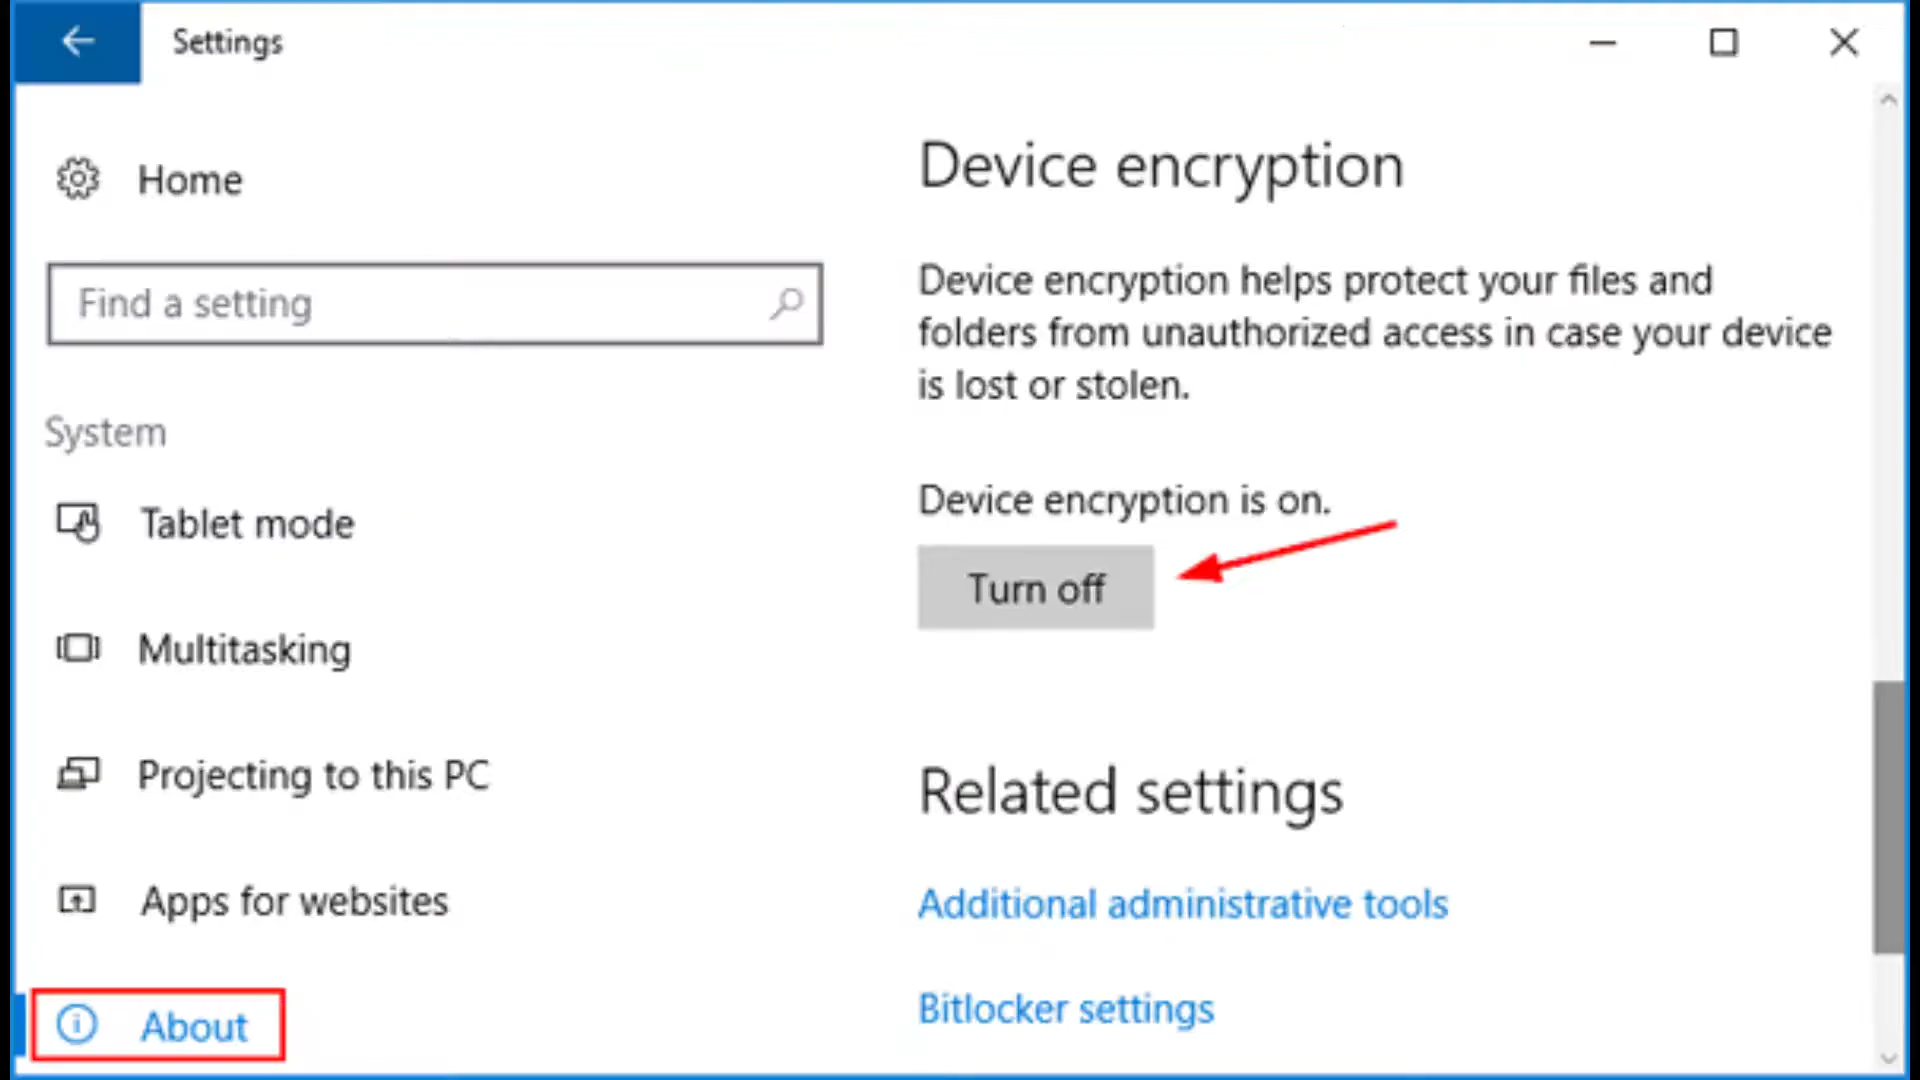 Settings
Home
Find a setting
System
Tablet mode
Multitasking
Projecting to this PC
Apps for websites
About
Device encryption
Device encryption helps protect your files and
folders from unauthorized access in case your device
is lost or stolen.
Device encryption is on.
Turn off
Related settings
Additional administrative tools
Bitlocker settings